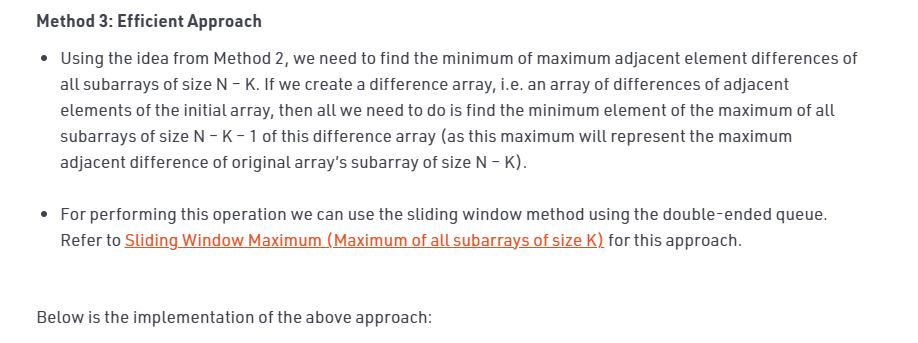 Method 3: Efficient Approach
• Using the idea from Method 2, we need to find the minimum of maximum adjacent element differences of
all subarrays of size N – K. If we create a difference array, i.e. an array of differences of adjacent
elements of the initial array, then all we need to do is find the minimum element of the maximum of all
subarrays of size N – K – 1 of this difference array (as this maximum will represent the maximum
adjacent difference of original array's subarray of size N – K).
• For performing this operation we can use the sliding window method using the double-ended queue.
Refer to Sliding Window Maximum (Maximum of all subarrays of size K) for this approach.
Below is the implementation of the above approach: